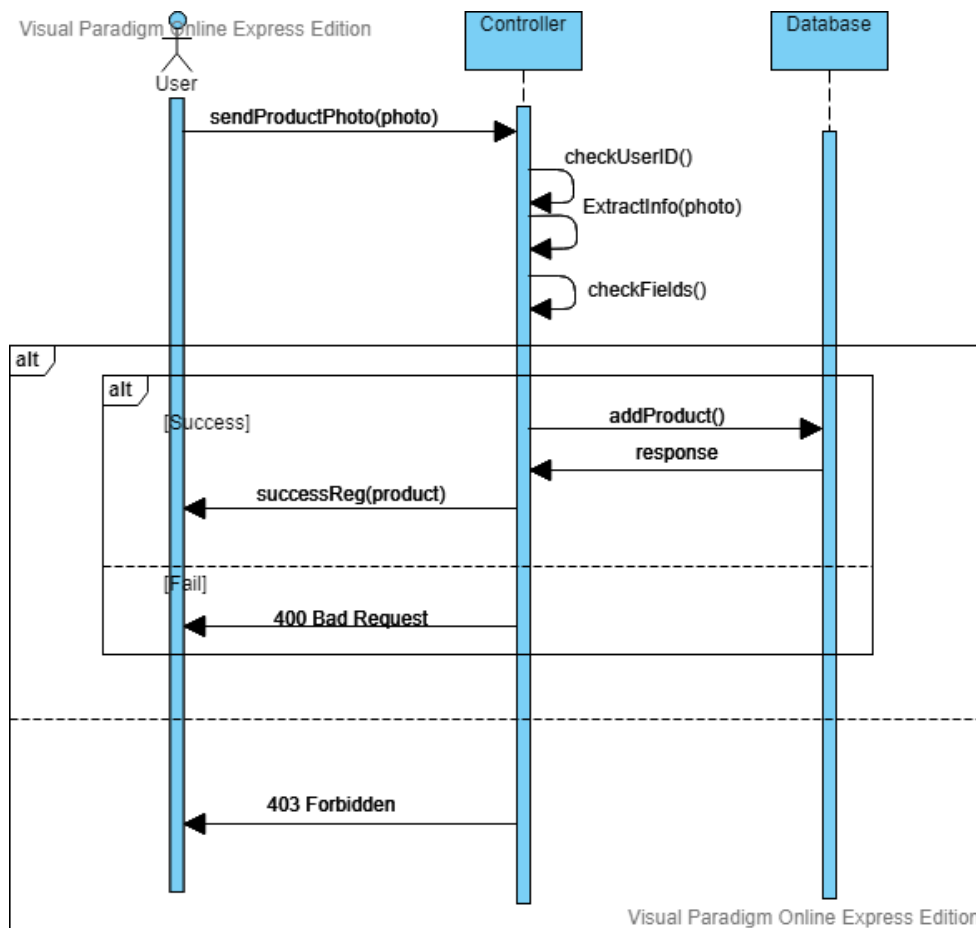 Visual Paradigm Online Express Edition
Controller
Database
User
sendProductPhoto(photo)
checkUserID()
ExtractInfo(photo)
checkFields()
alt
alt
[Success]
addProduct()
response
successReg(product)
[Fail]
400 Bad Request
403 Forbidden
Visual Paradigm Online Express Edition